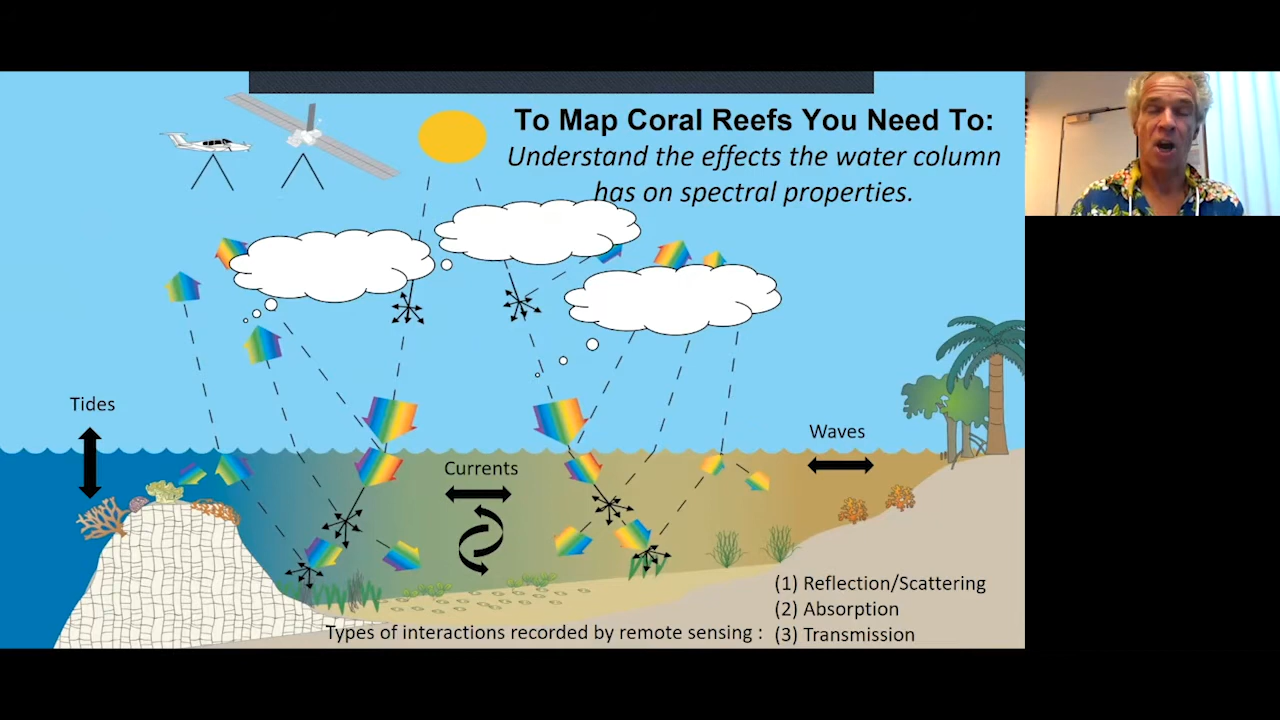 To Map Coral Reefs You Need To:
Understand the effects the water column
has on spectral properties.
Tides
Waves
Currents
(1) Reflection/Scattering
(2) Absorption
Types of interactions recorded by remote sensing : (3) Transmission